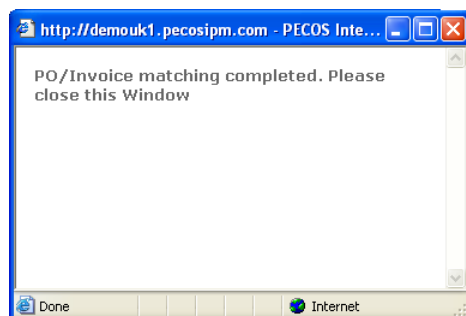 http://demouk1.pecosipm.com - PECOS Inte...
PO/Invoice matching completed. Please
close this Window
Done
Internet